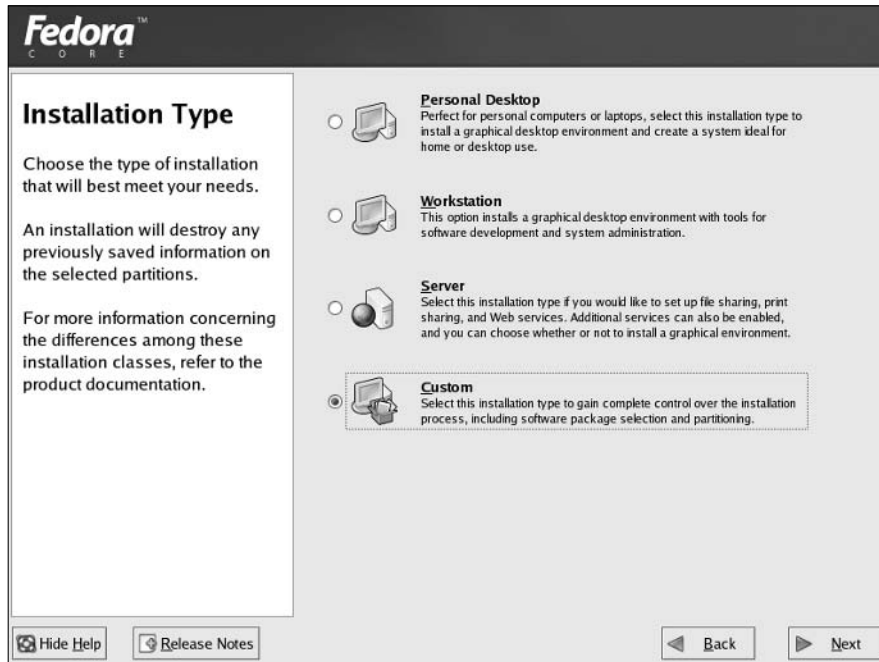 Fedora™
CORE
Installation Type
Choose the type of installation
that will best meet your needs.
An installation will destroy any
previously saved information on
the selected partitions.
For more information concerning
the differences among these
installation classes, refer to the
product documentation.
Personal Desktop
Perfect for personal computers or laptops, select this installation type to
install a graphical desktop environment and create a system ideal for
home or desktop use.
Workstation
This option installs a graphical desktop environment with tools for
software development and system administration.
Server
Select this installation type if you would like to set up file sharing, print
sharing, and Web services. Additional services can also be enabled,
and you can choose whether or not to install a graphical environment.
Custom
Select this installation type to gain complete control over the installation
process, including software package selection and partitioning.
Hide Help
Release Notes
Back
Next